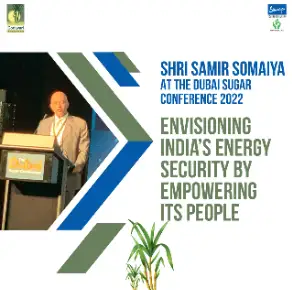 SHRI SAMIR SOMAIYA
AT THE DUBAI SUGAR
CONFERENCE 2022
ENVISIONING
INDIA'S ENERGY
SECURITY BY
EMPOWERING
ITS PEOPLE